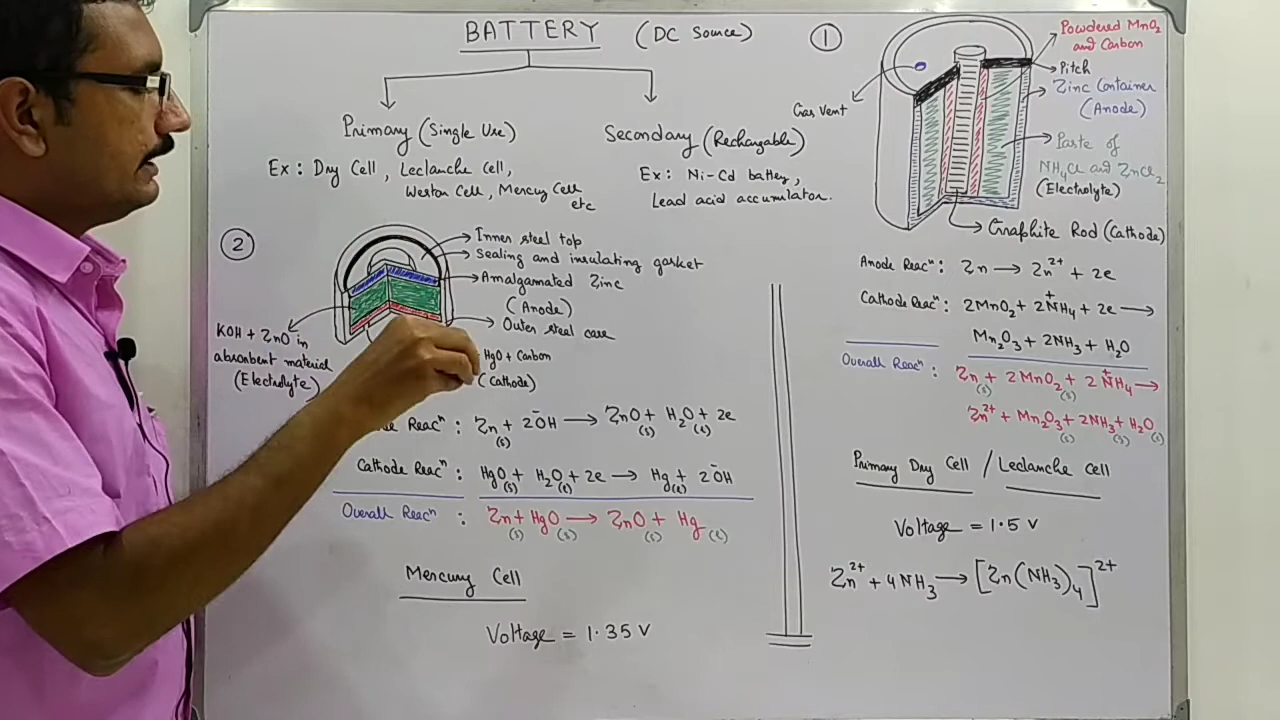 BATTERY (DC Source)
Primary (Single Use)
Ex: Dry Cell, Leclanche Cell,
Weston Cell, Mercury Cell
etc
Secondary (Rechargable)
Ex: Ni-Cd battery,
Lead acid accumulator.
①
Powdered MnO₂
and Carbon
Pitch
Zinc Container
(Anode)
Gas Vent
Paste of
NH₄Cl and ZnCl₂
(Electrolyte)
Graphite Rod (Cathode)
Anode Reacⁿ: Zn → Zn²⁺ + 2e
Cathode Reacⁿ: 2MnO₂ + 2N⁺H₄ + 2e →
Mn₂O₃ + 2NH₃ + H₂O
Overall Reacⁿ: Zn(s) + 2MnO₂(s) + 2N⁺H₄ →
Zn²⁺ + Mn₂O₃(s) + 2NH₃(g) + H₂O(l)
Primary Dry Cell / Leclanche Cell
Voltage = 1.5 V
Zn²⁺ + 4NH₃ → [Zn(NH₃)₄]²⁺
②
Inner steel top
Sealing and insulating gasket
Amalgamated Zinc
(Anode)
Outer steel case
KOH + ZnO in
absorbent material
(Electrolyte)
HgO + Carbon
(Cathode)
Reacⁿ: Zn(s) + 2O⁻H → ZnO(s) + H₂O(l) + 2e
Cathode Reacⁿ: HgO(s) + H₂O(l) + 2e → Hg(l) + 2O⁻H
Overall Reacⁿ: Zn(s) + HgO(s) → ZnO(s) + Hg(l)
Mercury Cell
Voltage = 1.35 V